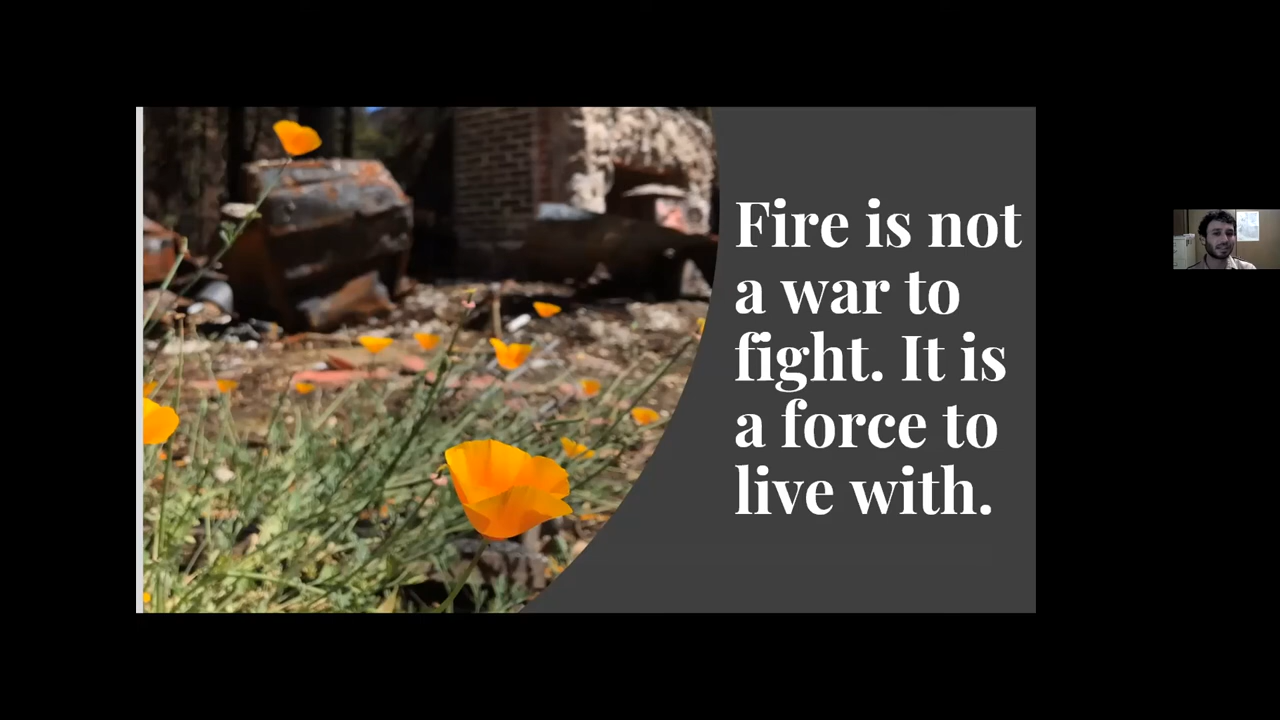 Fire is not
a war to
fight. It is
a force to
live with.